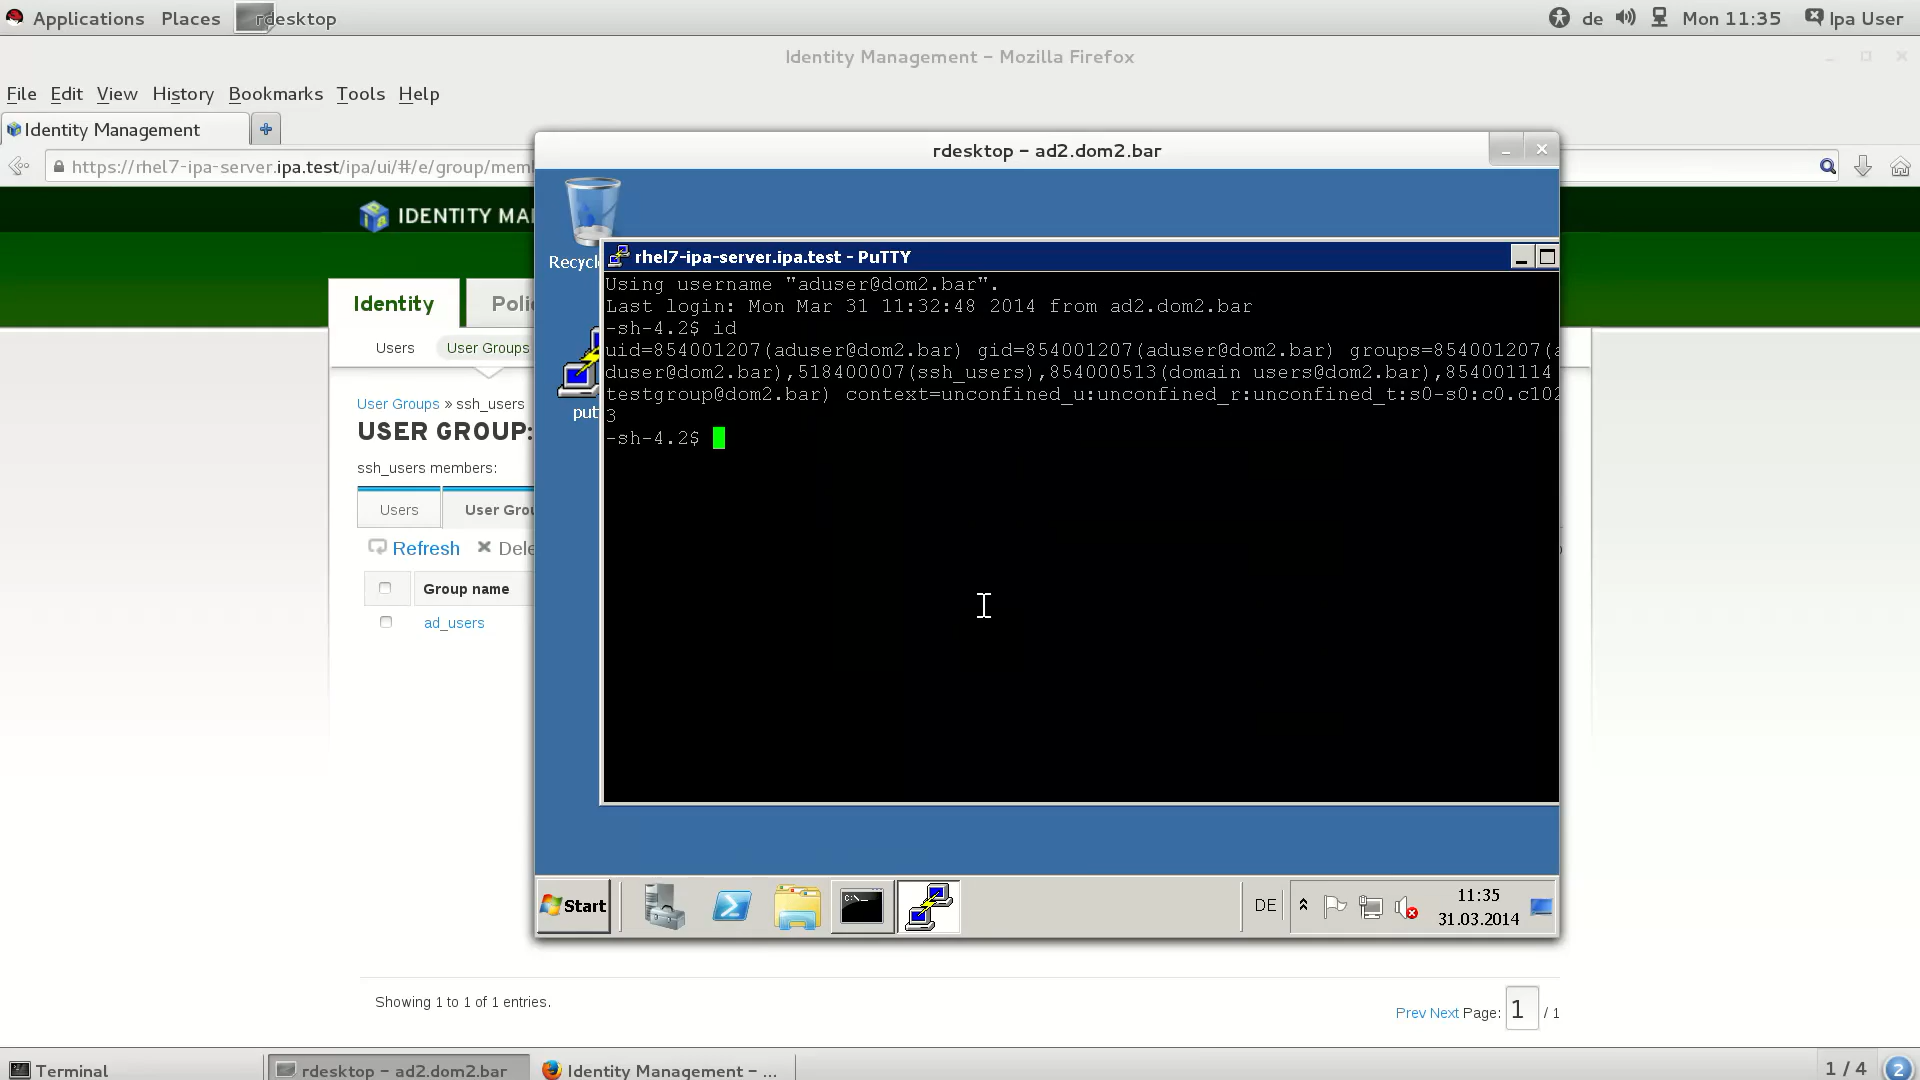 Applications Places rdesktop de Mon 11:35 Ipa User
Identity Management - Mozilla Firefox
File Edit View History Bookmarks Tools Help
Identity Management
https://rhel7-ipa-server.ipa.test/ipa/ui/#/e/group/mem
rdesktop - ad2.dom2.bar
IDENTITY MA
Recycl
rhel7-ipa-server.ipa.test - PuTTY
Using username "aduser@dom2.bar".
Last login: Mon Mar 31 11:32:48 2014 from ad2.dom2.bar
-sh-4.2$ id
uid=854001207(aduser@dom2.bar) gid=854001207(aduser@dom2.bar) groups=854001207(a
duser@dom2.bar),518400007(ssh_users),854000513(domain users@dom2.bar),854001114
testgroup@dom2.bar) context=unconfined_u:unconfined_r:unconfined_t:s0-s0:c0.c102
3
-sh-4.2$
Identity Poli
Users User Groups
putt
User Groups » ssh_users
USER GROUP:
ssh_users members:
Users User Grou
Refresh Dele
Group name
ad_users
Start DE 11:35
31.03.2014
Showing 1 to 1 of 1 entries.
Prev Next Page: 1 / 1
Terminal rdesktop - ad2.dom2.bar Identity Management - ... 1 / 4 2